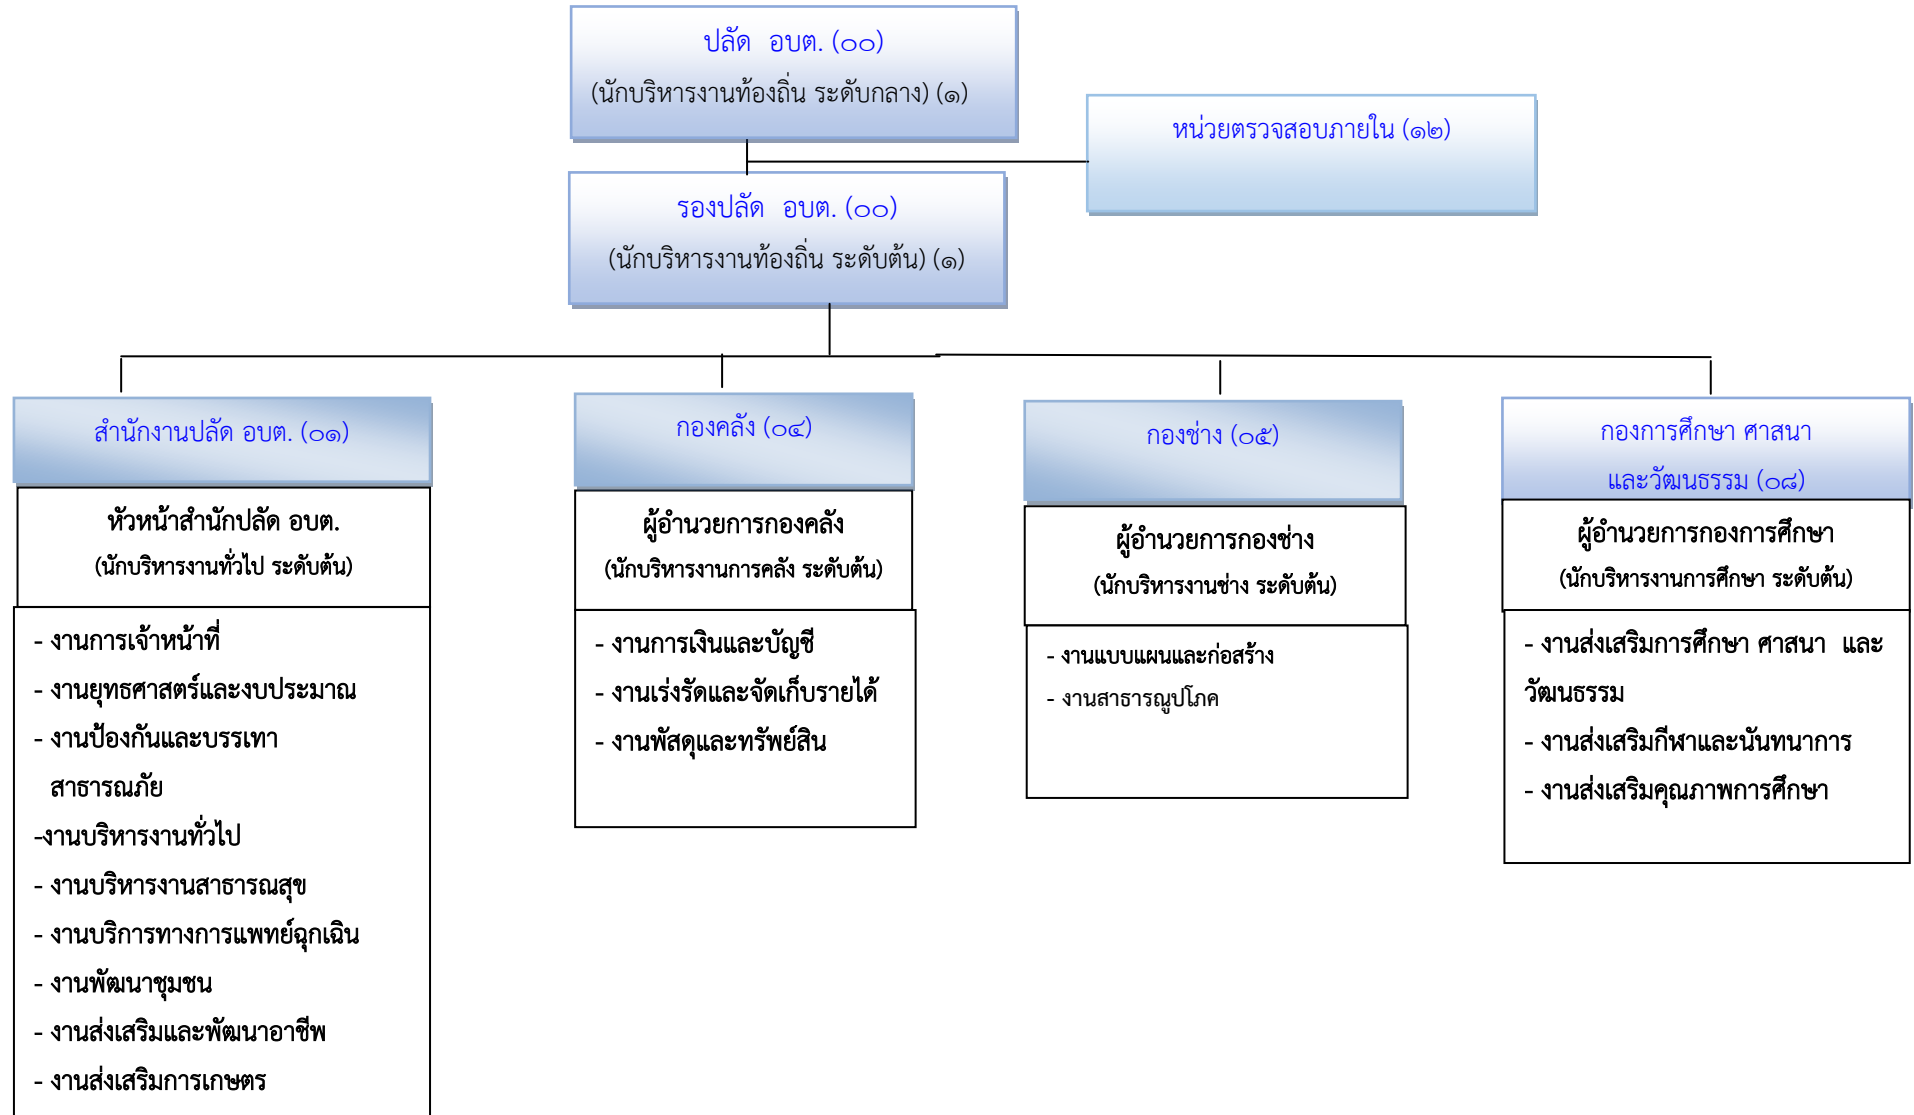 ปลัด  อบต. (๐๐)
(นักบริหารงานท้องถิ่น ระดับกลาง) (๑)
หน่วยตรวจสอบภายใน (๑๒)
รองปลัด  อบต. (๐๐)
(นักบริหารงานท้องถิ่น ระดับต้น) (๑)
สำนักงานปลัด อบต. (๐๑)
หัวหน้าสำนักปลัด อบต.
(นักบริหารงานทั่วไป ระดับต้น)
- งานการเจ้าหน้าที่
- งานยุทธศาสตร์และงบประมาณ
- งานป้องกันและบรรเทา
สาธารณภัย
-งานบริหารงานทั่วไป
- งานบริหารงานสาธารณสุข
- งานบริการทางการแพทย์ฉุกเฉิน
- งานพัฒนาชุมชน
- งานส่งเสริมและพัฒนาอาชีพ
- งานส่งเสริมการเกษตร
กองคลัง (๐๔)
ผู้อำนวยการกองคลัง
(นักบริหารงานการคลัง ระดับต้น)
- งานการเงินและบัญชี
- งานเร่งรัดและจัดเก็บรายได้
- งานพัสดุและทรัพย์สิน
กองช่าง (๐๕)
ผู้อำนวยการกองช่าง
(นักบริหารงานช่าง ระดับต้น)
- งานแบบแผนและก่อสร้าง
- งานสาธารณูปโภค
กองการศึกษา ศาสนา
และวัฒนธรรม (๐๘)
ผู้อำนวยการกองการศึกษา
(นักบริหารงานการศึกษา ระดับต้น)
- งานส่งเสริมการศึกษา ศาสนา  และ
วัฒนธรรม
- งานส่งเสริมกีฬาและนันทนาการ
- งานส่งเสริมคุณภาพการศึกษา